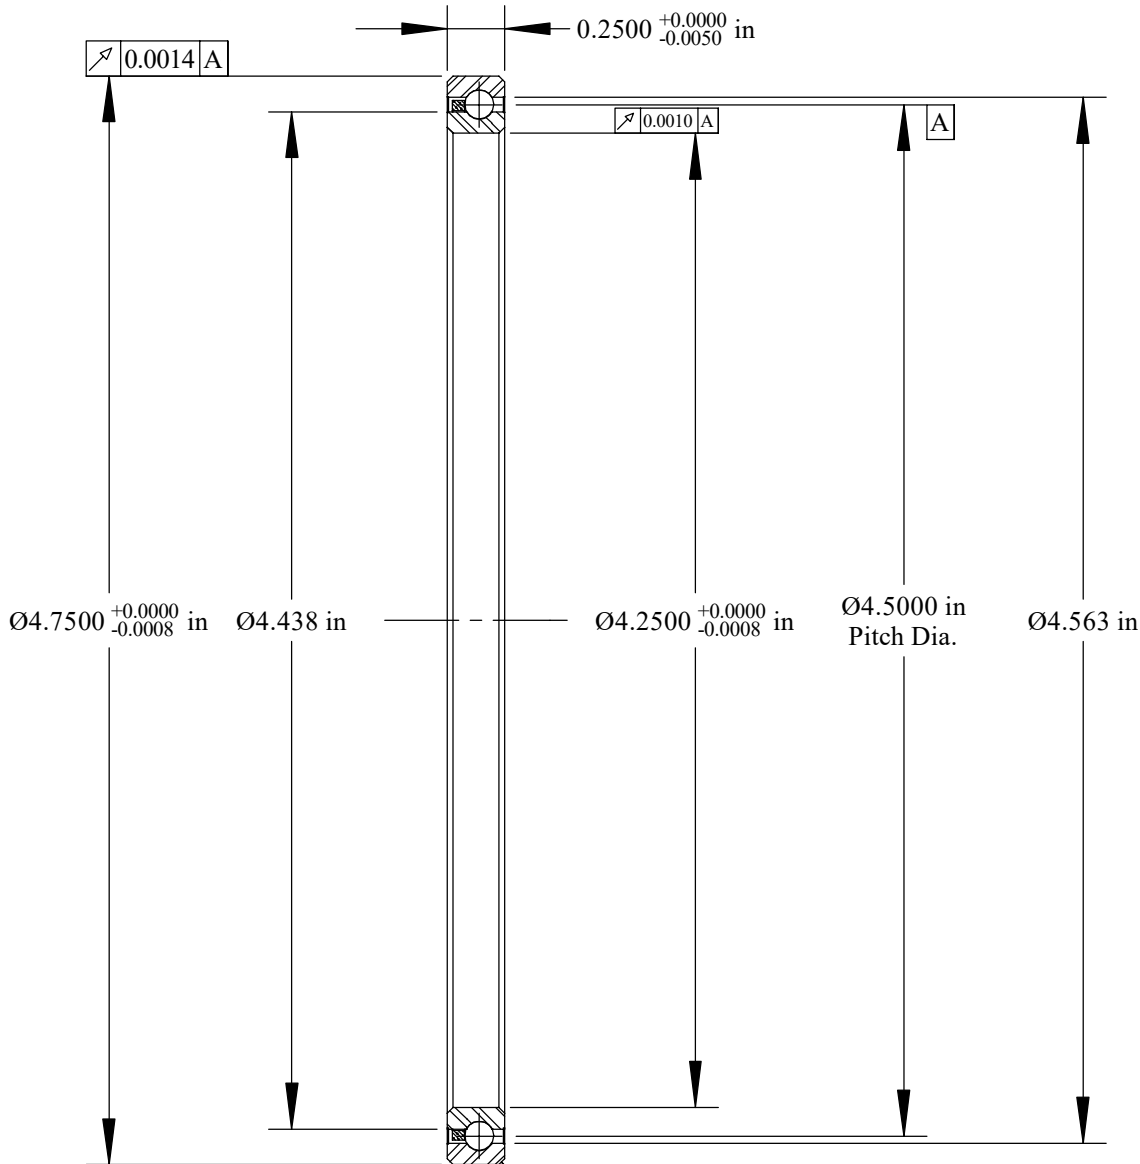 0.2500 +0.0000 -0.0050 in
0.0014 A
0.0010 A
A
Ø4.7500 +0.0000 -0.0008 in
Ø4.438 in
Ø4.2500 +0.0000 -0.0008 in
Ø4.5000 in
Pitch Dia.
Ø4.563 in